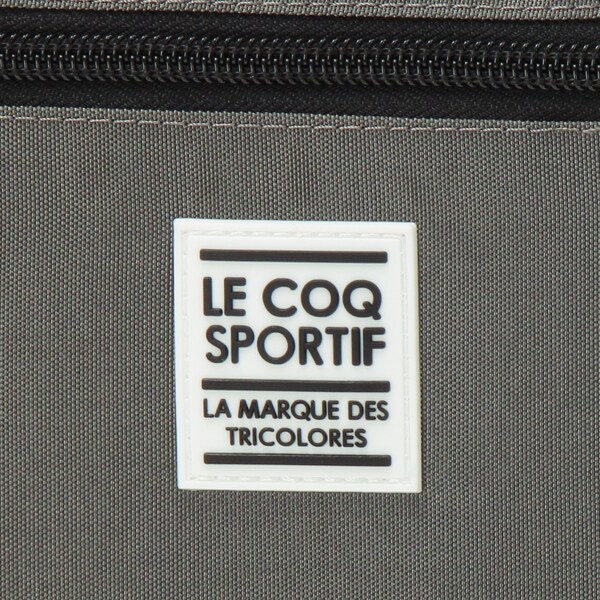 LE COQ
SPORTIF
LA MARQUE DES
TRICOLORES